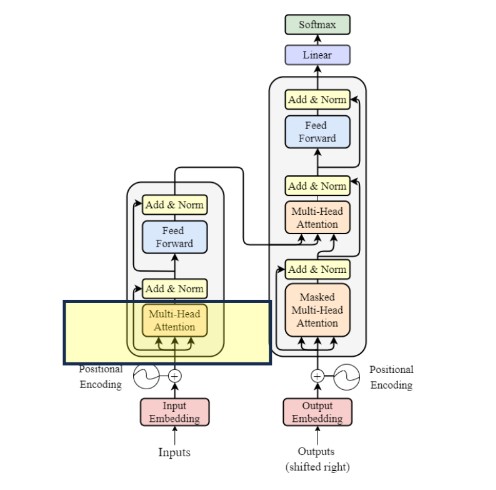 Softmax
Linear
Add & Norm
Feed
Forward
Add & Norm
Multi-Head
Attention
Add & Norm
Masked
Multi-Head
Attention
Add & Norm
Feed
Forward
Add & Norm
Multi-Head
Attention
Positional
Encoding
Positional
Encoding
Input
Embedding
Output
Embedding
Inputs
Outputs
(shifted right)